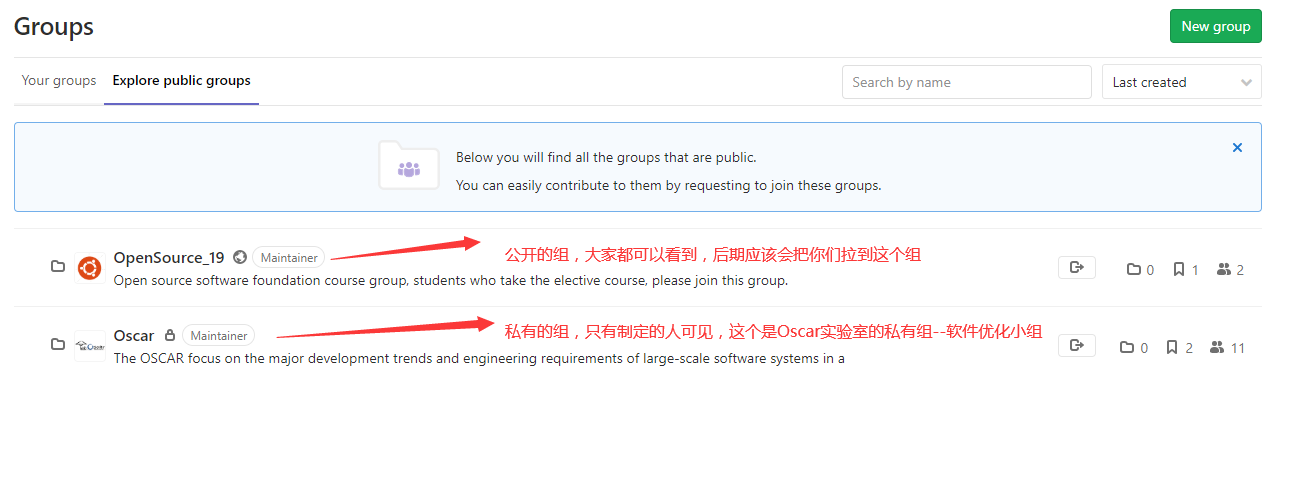 Groups
New group
Your groups
Explore public groups
Search by name
Last created
Below you will find all the groups that are public.
You can easily contribute to them by requesting to join these groups.
OpenSource_19
Maintainer
公开的组，大家都可以看到，后期应该会把你们拉到这个组
0
1
2
Open source software foundation course group, students who take the elective course, please join this group.
Oscar
Maintainer
私有的组，只有制定的人可见，这个是Oscar实验室的私有组--软件优化小组
0
2
11
The OSCAR focus on the major development trends and engineering requirements of large-scale software systems in a